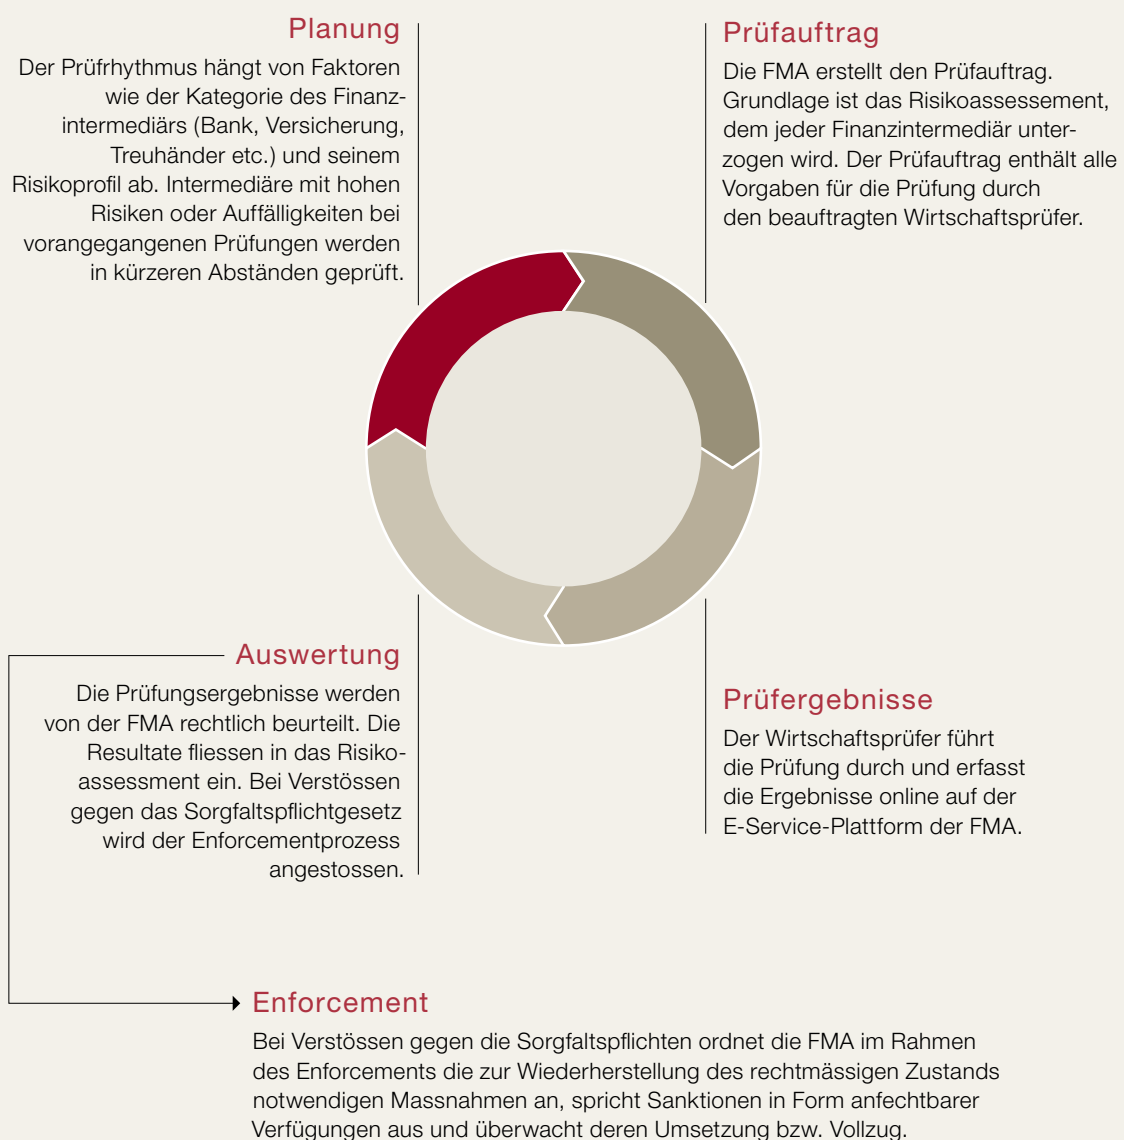 Planung
Der Prüfrhythmus hängt von Faktoren
wie der Kategorie des Finanz-
intermediärs (Bank, Versicherung,
Treuhänder etc.) und seinem
Risikoprofil ab. Intermediäre mit hohen
Risiken oder Auffälligkeiten bei
vorangegangenen Prüfungen werden
in kürzeren Abständen geprüft.
Prüfauftrag
Die FMA erstellt den Prüfauftrag.
Grundlage ist das Risikoassessement,
dem jeder Finanzintermediär unter-
zogen wird. Der Prüfauftrag enthält alle
Vorgaben für die Prüfung durch
den beauftragten Wirtschaftsprüfer.
Prüfergebnisse
Der Wirtschaftsprüfer führt
die Prüfung durch und erfasst
die Ergebnisse online auf der
E-Service-Plattform der FMA.
Auswertung
Die Prüfungsergebnisse werden
von der FMA rechtlich beurteilt. Die
Resultate fliessen in das Risiko-
assessment ein. Bei Verstössen
gegen das Sorgfaltspflichtgesetz
wird der Enforcementprozess
angestossen.
Enforcement
Bei Verstössen gegen die Sorgfaltspflichten ordnet die FMA im Rahmen
des Enforcements die zur Wiederherstellung des rechtmässigen Zustands
notwendigen Massnahmen an, spricht Sanktionen in Form anfechtbarer
Verfügungen aus und überwacht deren Umsetzung bzw. Vollzug.